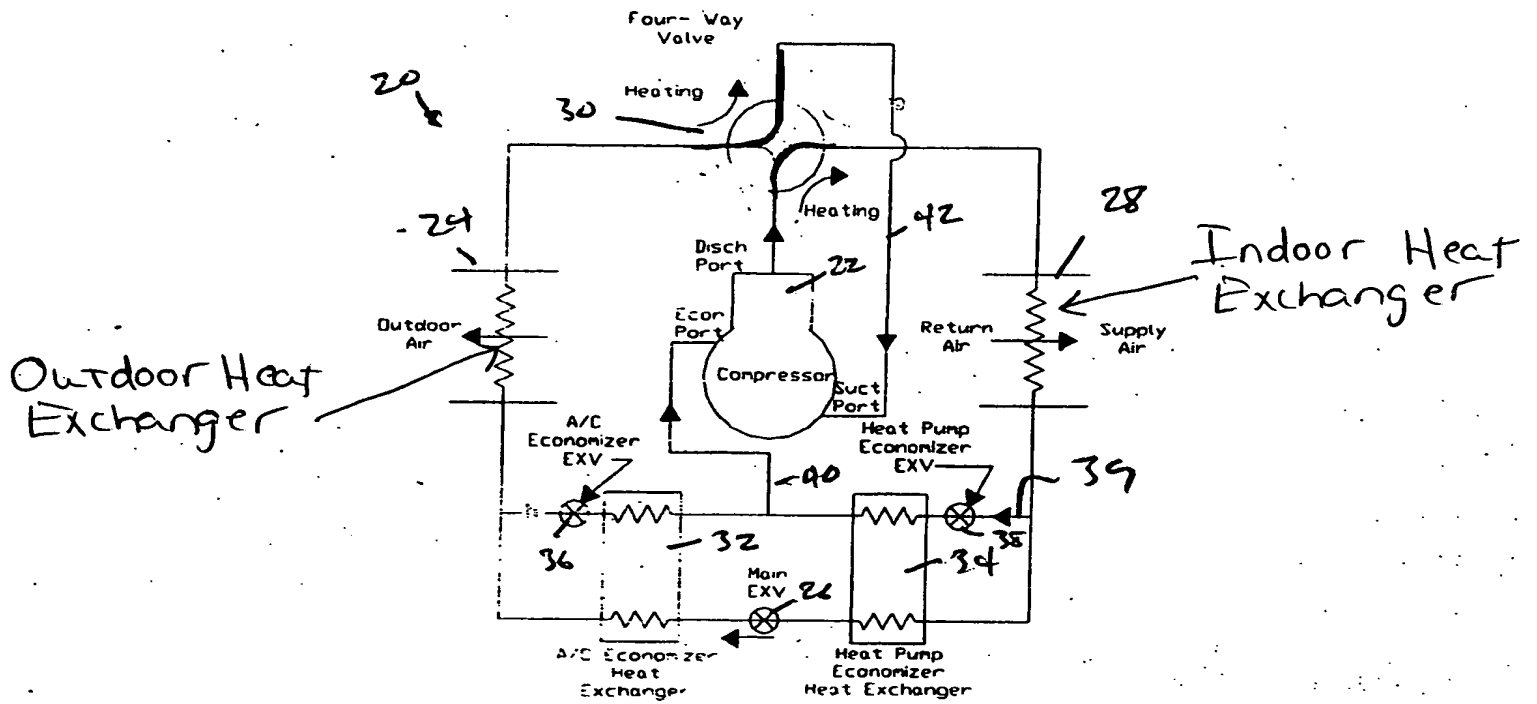 Four- Way
Valve
20
Heating
30
Heating
24
42
28
Indoor Heat
Exchanger
Disch
Port
22
Econ
Port
Outdoor
Air
Return
Air
Supply
Air
Compressor
Suct
Port
Outdoor Heat
Exchanger
A/C
Economizer
EXV
Heat Pump
Economizer
EXV
40
39
36
32
38
34
Main
EXV
26
A/C Economizer
Heat
Exchanger
Heat Pump
Economizer
Heat Exchanger